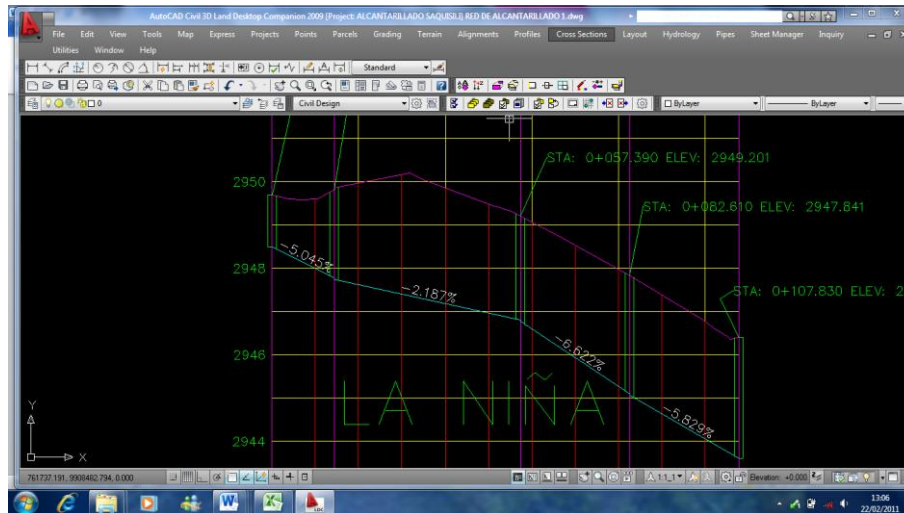 AutoCAD Civil 3D Land Desktop Companion 2009 [Project: ALCANTARILLADO SAQUISILI] RED DE ALCANTARILLADO 1.dwg
File Edit View Tools Map Express Projects Points Parcels Grading Terrain Alignments Profiles Cross Sections Layout Hydrology Pipes Sheet Manager Inquiry
Utilities Window Help
Standard
0 Civil Design ByLayer ByLayer
STA: 0+057.390 ELEV: 2949.201
2950
STA: 0+082.610 ELEV: 2947.841
-5.045%
2948
-2.187%
STA: 0+107.830 ELEV: 2
2946
-6.622%
LA NIÑA
-5.829%
2944
Y
X
761737.191, 9908482.794, 0.000 1:1_1 Elevation: +0.000
13:06
22/02/2011